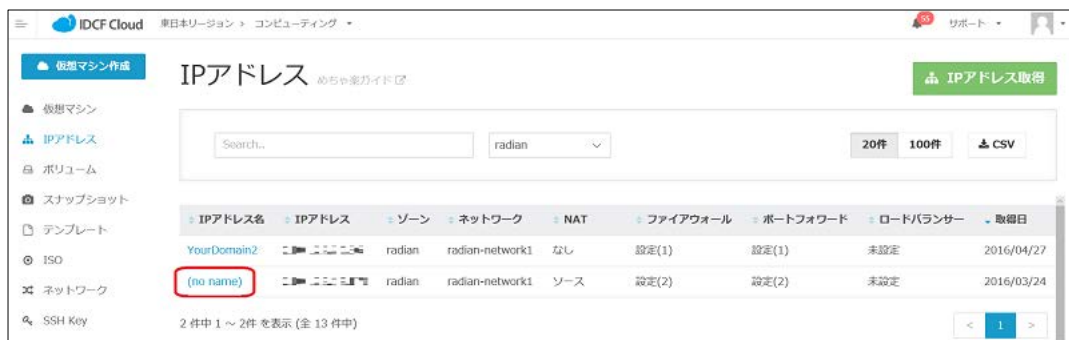 IDCF Cloud 東日本リージョン > コンピューティング
55 サポート
仮想マシン作成
IPアドレス めちゃ楽ガイド
IPアドレス取得
仮想マシン
IPアドレス
ボリューム
スナップショット
テンプレート
ISO
ネットワーク
SSH Key
Search..
radian
20件 100件 CSV
IPアドレス名 IPアドレス ゾーン ネットワーク NAT ファイアウォール ポートフォワード ロードバランサー 取得日
YourDomain2 radian radian-network1 なし 設定(1) 設定(1) 未設定 2016/04/27
(no name) radian radian-network1 ソース 設定(2) 設定(2) 未設定 2016/03/24
2 件中 1 ～ 2件 を表示 (全 13 件中)
< 1 >